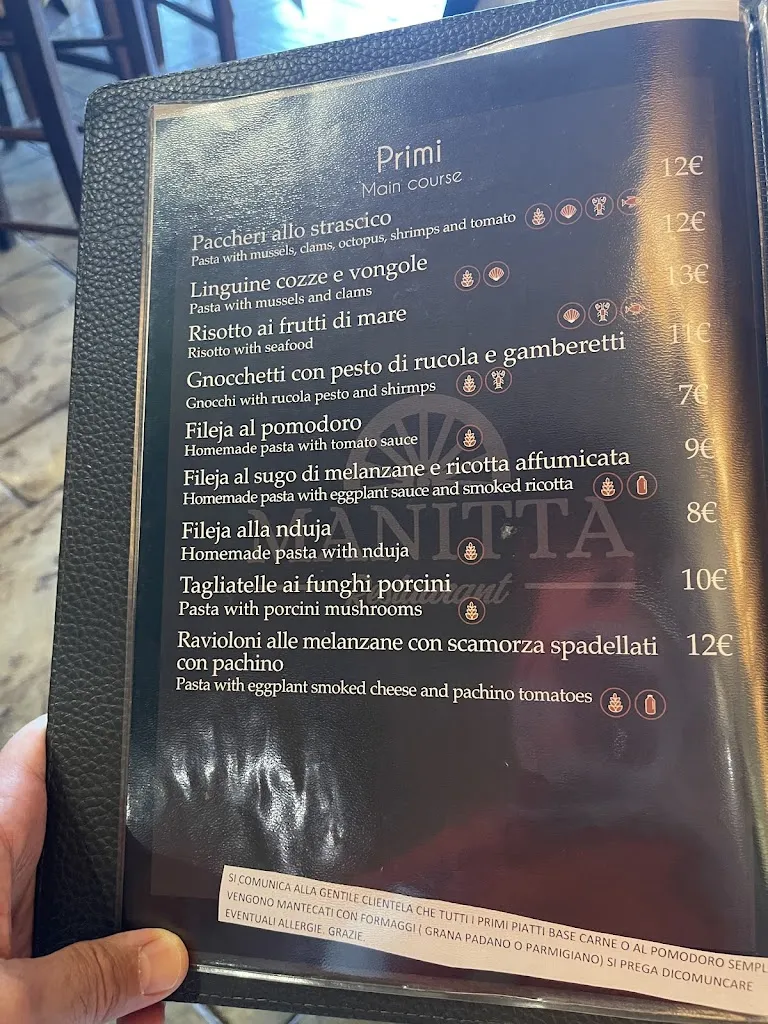 Primi
Main course
Paccheri allo strascico 12€
Pasta with mussels, clams, octopus, shrimps and tomato
Linguine cozze e vongole 12€
Pasta with mussels and clams
Risotto ai frutti di mare 13€
Risotto with seafood
Gnocchetti con pesto di rucola e gamberetti 11€
Gnocchi with rucola pesto and shirmps
Fileja al pomodoro 7€
Homemade pasta with tomato sauce
Fileja al sugo di melanzane e ricotta affumicata 9€
Homemade pasta with eggplant sauce and smoked ricotta
MANITTA
Restaurant
Fileja alla nduja 8€
Homemade pasta with nduja
Tagliatelle ai funghi porcini 10€
Pasta with porcini mushrooms
Ravioloni alle melanzane con scamorza spadellati 12€
con pachino
Pasta with eggplant smoked cheese and pachino tomatoes
SI COMUNICA ALLA GENTILE CLIENTELA CHE TUTTI I PRIMI PIATTI BASE CARNE O AL POMODORO SEMPL
VENGONO MANTECATI CON FORMAGGI ( GRANA PADANO O PARMIGIANO) SI PREGA DICOMUNCARE
EVENTUALI ALLERGIE. GRAZIE.